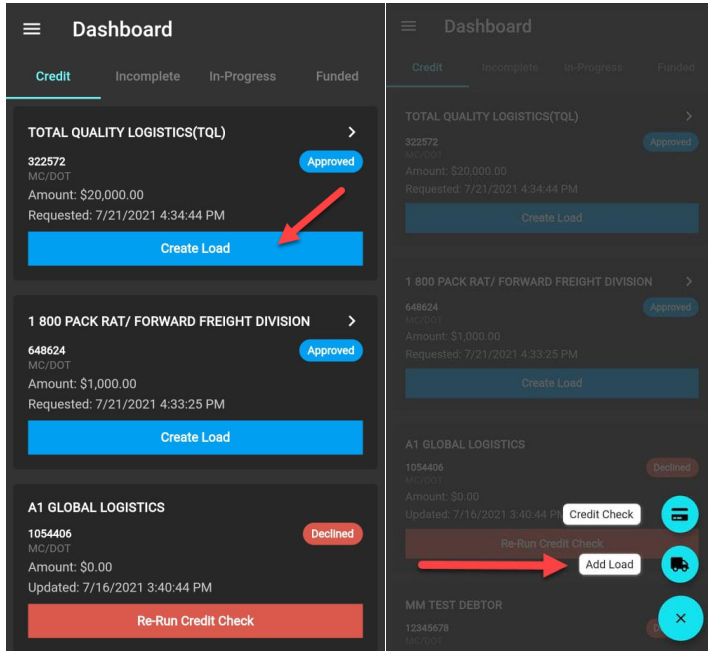 Dashboard
Credit Incomplete In-Progress Funded
TOTAL QUALITY LOGISTICS(TQL)
322572 Approved
MC/DOT
Amount: $20,000.00
Requested: 7/21/2021 4:34:44 PM
Create Load
1 800 PACK RAT/ FORWARD FREIGHT DIVISION
648624 Approved
MC/DOT
Amount: $1,000.00
Requested: 7/21/2021 4:33:25 PM
Create Load
A1 GLOBAL LOGISTICS
1054406 Declined
MC/DOT
Amount: $0.00
Updated: 7/16/2021 3:40:44 PM
Re-Run Credit Check
Dashboard
Credit Incomplete In-Progress Funded
TOTAL QUALITY LOGISTICS(TQL)
322572 Approved
MC/DOT
Amount: $20,000.00
Requested: 7/21/2021 4:34:44 PM
Create Load
1 800 PACK RAT/ FORWARD FREIGHT DIVISION
648624 Approved
MC/DOT
Amount: $1,000.00
Requested: 7/21/2021 4:33:25 PM
Create Load
A1 GLOBAL LOGISTICS
1054406 Declined
MC/DOT
Amount: $0.00
Updated: 7/16/2021 3:40:44 Credit Check
Re-Run Credit Check
Add Load
MM TEST DEBTOR
12345678
MC/DOT